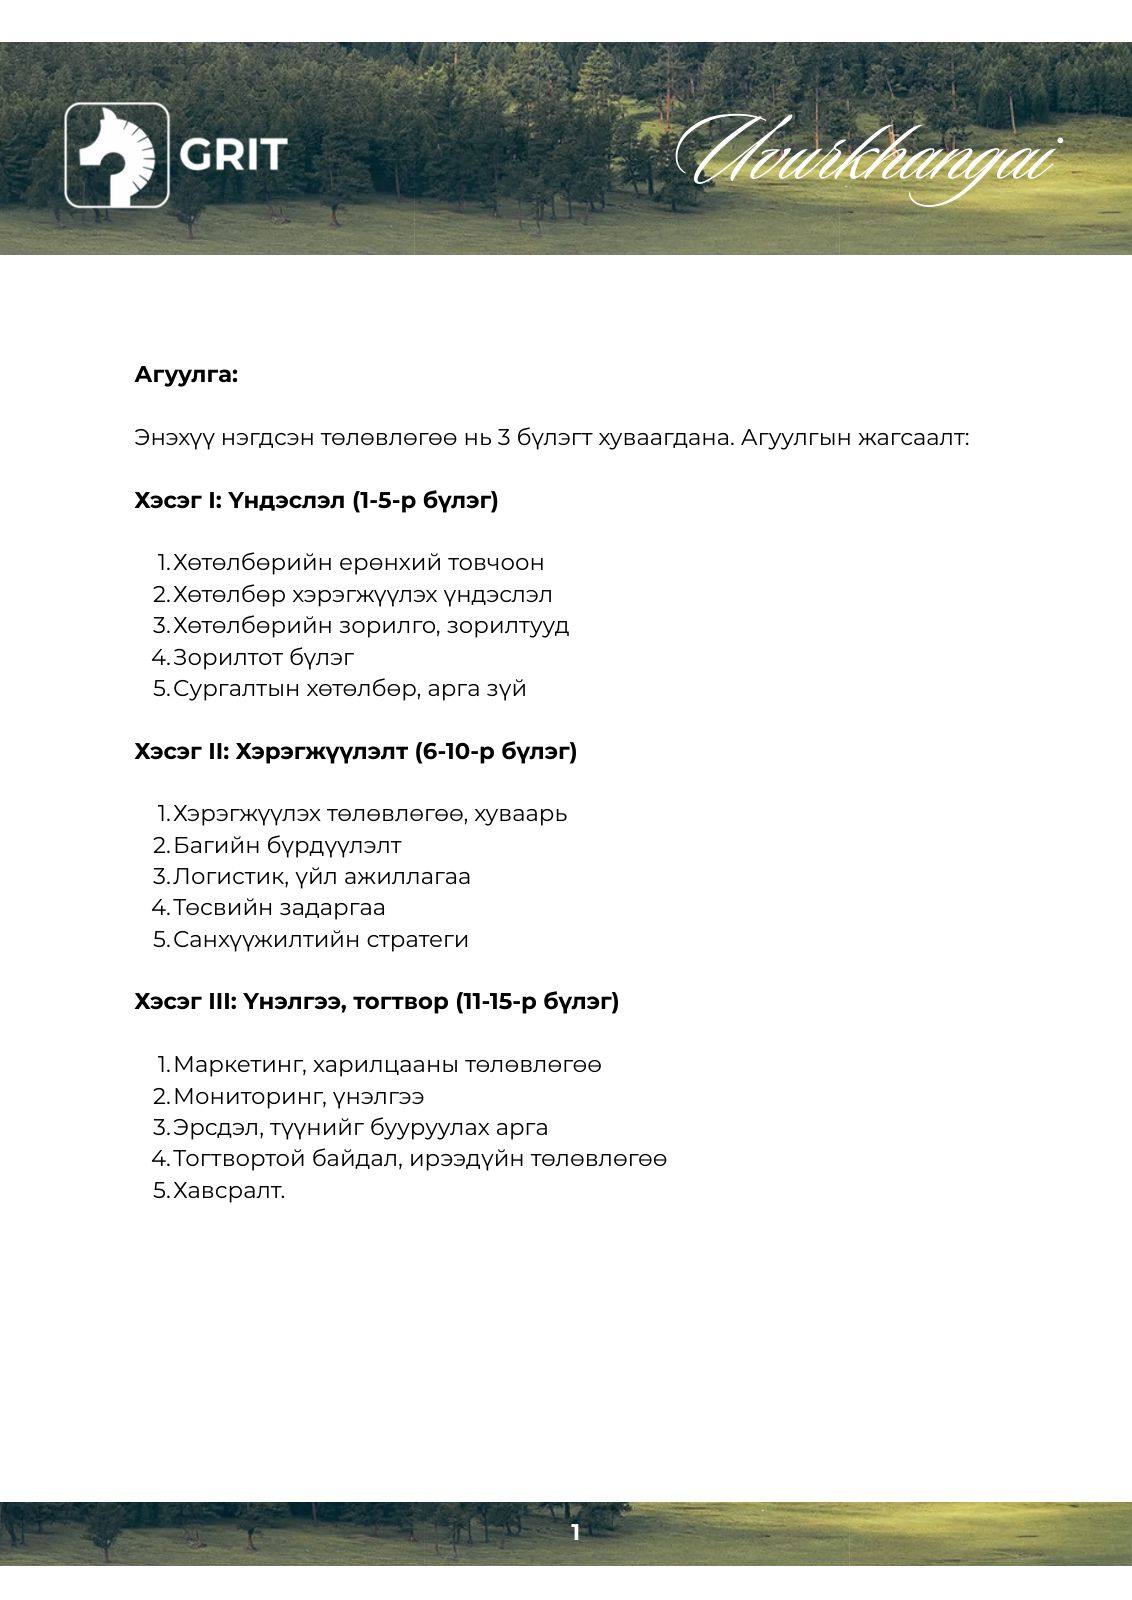 GRIT
Uvurkhangai
Агуулга:
Энэхүү нэгдсэн төлөвлөгөө нь 3 бүлэгт хуваагдана. Агуулгын жагсаалт:
Хэсэг I: Үндэслэл (1-5-р бүлэг)
1. Хөтөлбөрийн ерөнхий товчоон
2. Хөтөлбөр хэрэгжүүлэх үндэслэл
3. Хөтөлбөрийн зорилго, зорилтууд
4. Зорилтот бүлэг
5. Сургалтын хөтөлбөр, арга зүй
Хэсэг II: Хэрэгжүүлэлт (6-10-р бүлэг)
1. Хэрэгжүүлэх төлөвлөгөө, хуваарь
2. Багийн бүрдүүлэлт
3. Логистик, үйл ажиллагаа
4. Төсвийн задаргаа
5. Санхүүжилтийн стратеги
Хэсэг III: Үнэлгээ, тогтвор (11-15-р бүлэг)
1. Маркетинг, харилцааны төлөвлөгөө
2. Мониторинг, үнэлгээ
3. Эрсдэл, түүнийг бууруулах арга
4. Тогтвортой байдал, ирээдүйн төлөвлөгөө
5. Хавсралт.
1